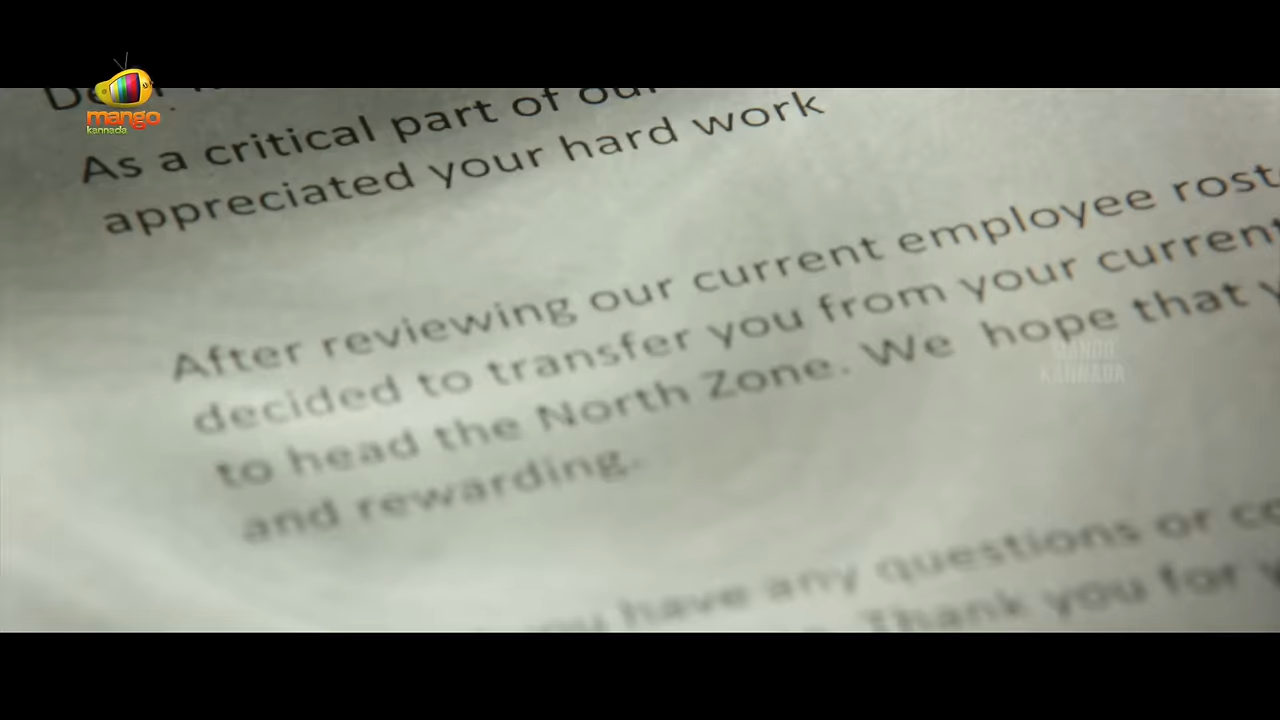 mango
kannada
As a critical part of our
appreciated your hard work
After reviewing our current employee
decided to transfer you from your current
to head the North Zone. We hope that
and rewarding.
have any questions or
Thank you for
MANGO
KANNADA